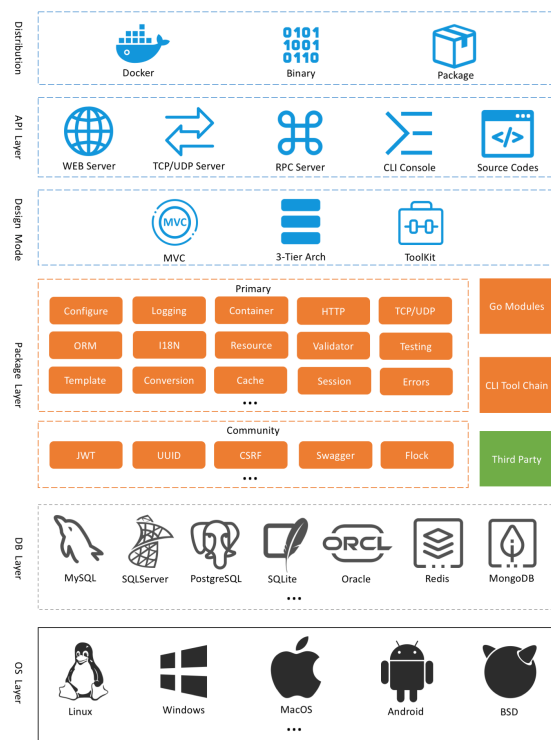 Distribution
Docker
0101
1001
0110
Binary
Package
API Layer
WEB Server
TCP/UDP Server
RPC Server
CLI Console
</>
Source Codes
Design Mode
MVC
MVC
3-Tier Arch
ToolKit
Package Layer
Primary
Configure
Logging
Container
HTTP
TCP/UDP
ORM
I18N
Resource
Validator
Testing
Template
Conversion
Cache
Session
Errors
...
Go Modules
CLI Tool Chain
Community
JWT
UUID
CSRF
Swagger
Flock
...
Third Party
DB Layer
MySQL
SQLServer
PostgreSQL
SQLite
ORCL
Oracle
Redis
MongoDB
...
OS Layer
Linux
Windows
MacOS
Android
BSD
...